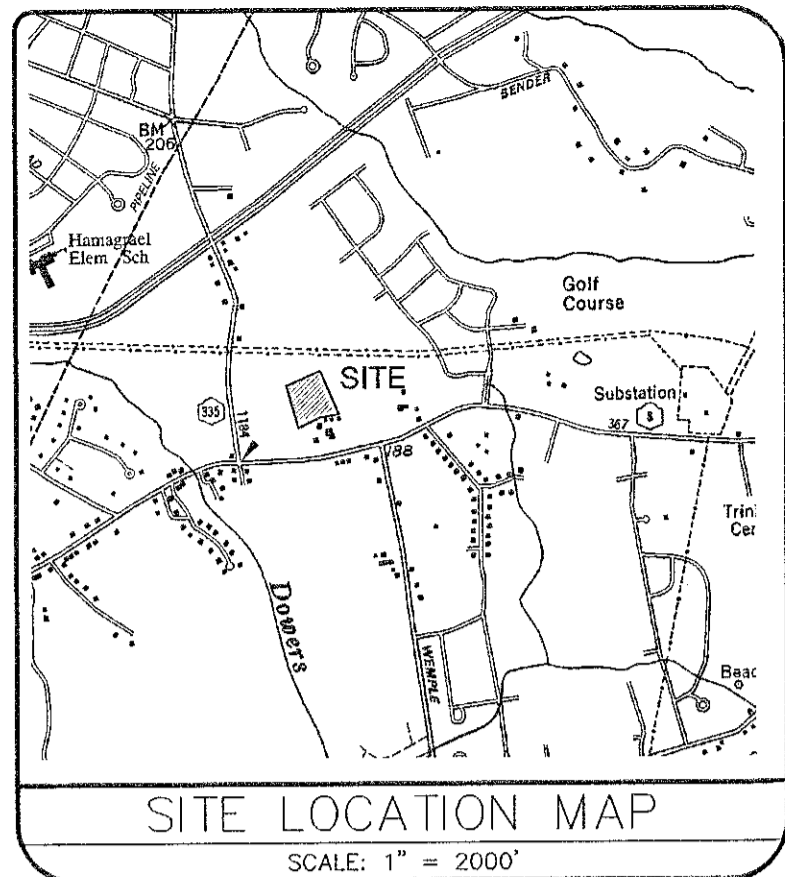 BENDER
BM
206
PIPELINE
Hamagrael
Elem Sch
Golf
Course
SITE
Substation
335
1184
8
367
188
Trin
Cer
Dowers
WEMPLE
Beac
SITE LOCATION MAP
SCALE: 1" = 2000'